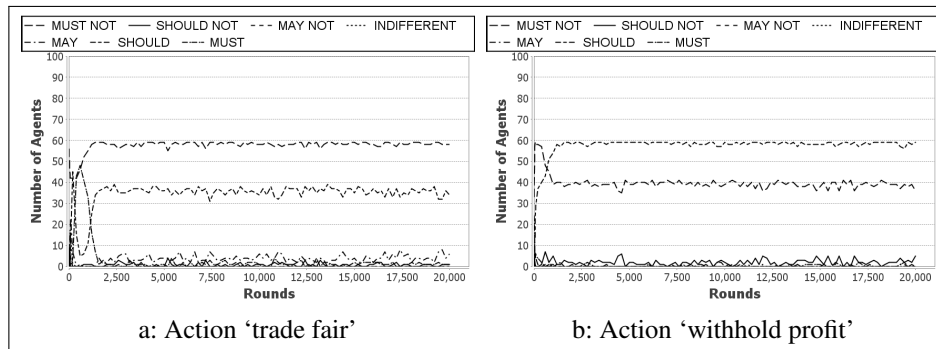 MUST NOT SHOULD NOT MAY NOT INDIFFERENT
MAY SHOULD MUST
100
90
80
70
60
50
40
30
20
10
0
Number of Agents
0 2,500 5,000 7,500 10,000 12,500 15,000 17,500 20,000
Rounds
a: Action ‘trade fair’
MUST NOT SHOULD NOT MAY NOT INDIFFERENT
MAY SHOULD MUST
100
90
80
70
60
50
40
30
20
10
0
Number of Agents
0 2,500 5,000 7,500 10,000 12,500 15,000 17,500 20,000
Rounds
b: Action ‘withhold profit’